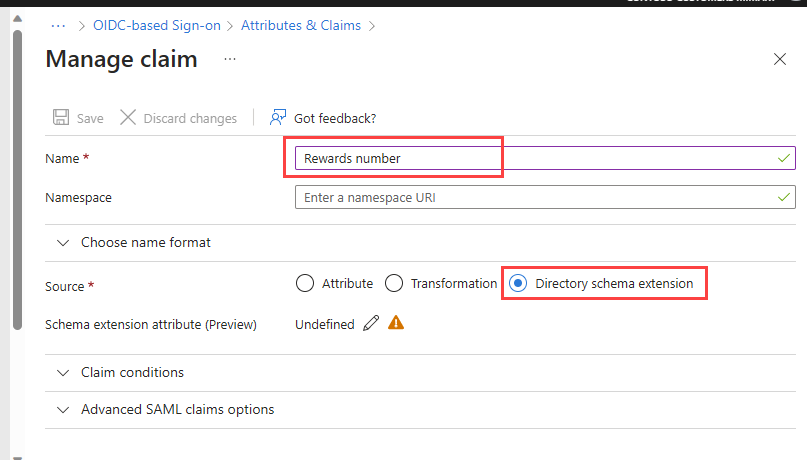 ··· > OIDC-based Sign-on > Attributes & Claims >
Manage claim ···
Save Discard changes Got feedback?
Name * Rewards number
Namespace Enter a namespace URI
Choose name format
Source * Attribute Transformation Directory schema extension
Schema extension attribute (Preview) Undefined
Claim conditions
Advanced SAML claims options